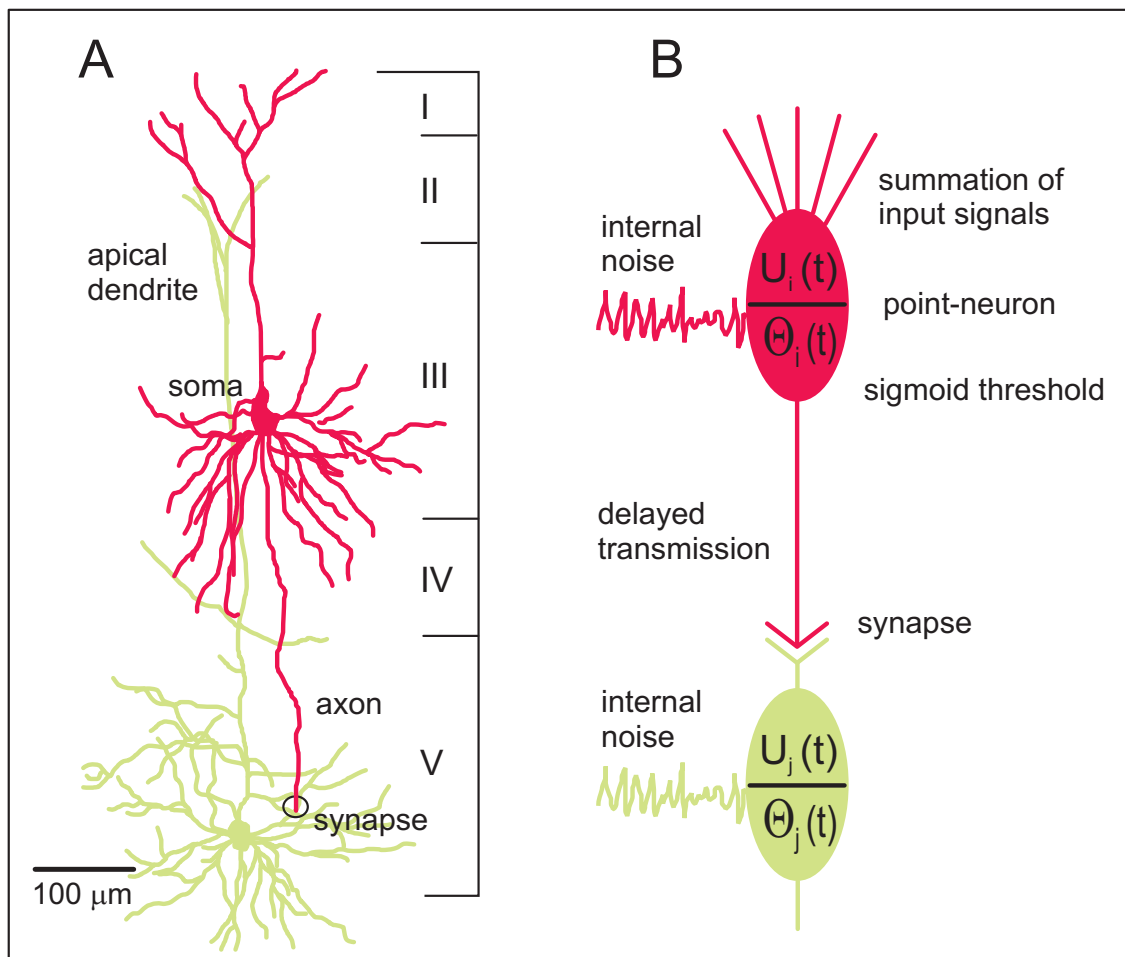 A
I
II
apical
dendrite
soma
III
IV
axon
V
synapse
100 μm
B
summation of
input signals
internal
noise
U_i (t)
Θ_i (t)
point-neuron
sigmoid threshold
delayed
transmission
synapse
internal
noise
U_j (t)
Θ_j (t)